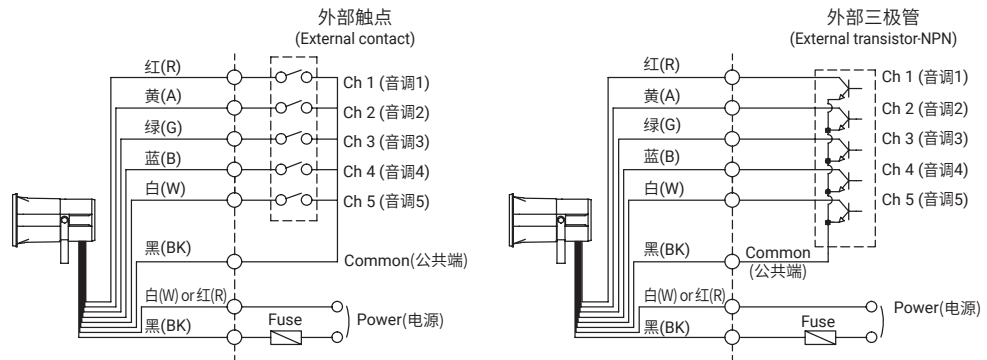 外部触点
(External contact)
红(R)
Ch 1 (音调1)
黄(A)
Ch 2 (音调2)
绿(G)
Ch 3 (音调3)
蓝(B)
Ch 4 (音调4)
白(W)
Ch 5 (音调5)
黑(BK)
Common(公共端)
白(W) or 红(R)
Fuse
Power(电源)
黑(BK)
外部三极管
(External transistor-NPN)
红(R)
Ch 1 (音调1)
黄(A)
Ch 2 (音调2)
绿(G)
Ch 3 (音调3)
蓝(B)
Ch 4 (音调4)
白(W)
Ch 5 (音调5)
黑(BK)
Common
(公共端)
白(W) or 红(R)
Power(电源)
Fuse
黑(BK)